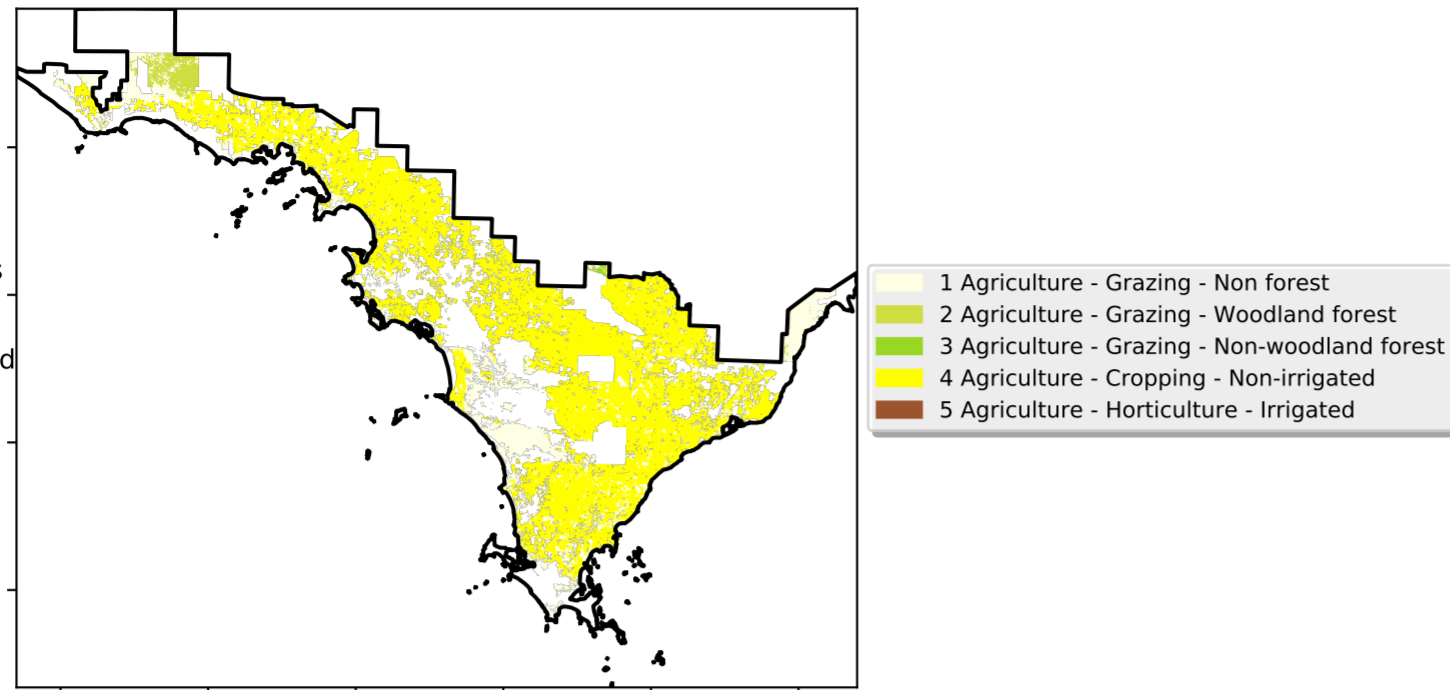 s
d
1 Agriculture - Grazing - Non forest
2 Agriculture - Grazing - Woodland forest
3 Agriculture - Grazing - Non-woodland forest
4 Agriculture - Cropping - Non-irrigated
5 Agriculture - Horticulture - Irrigated